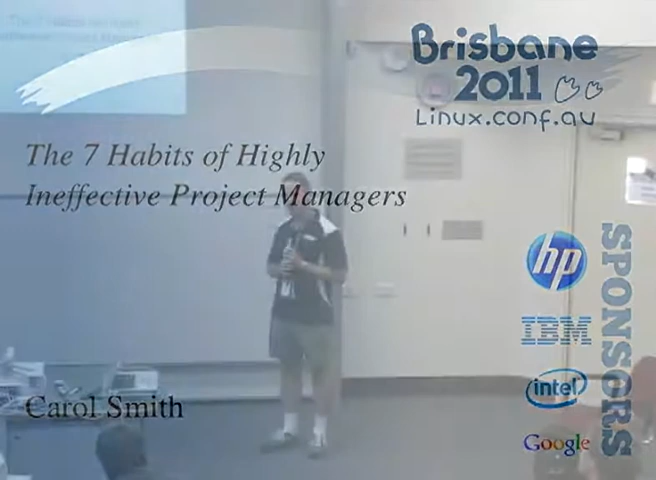 Brisbane
2011
Linux.conf.au
The 7 Habits of Highly
Ineffective Project Managers
hp
IBM
intel
Google
SPONSORS
Carol Smith